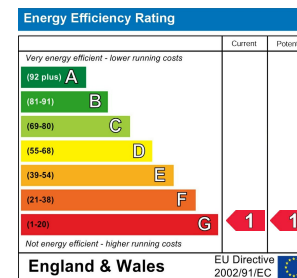 Energy Efficiency Rating
Current Poten
Very energy efficient - lower running costs
(92 plus) A
(81-91) B
(69-80) C
(55-68) D
(39-54) E
(21-38) F
(1-20) G 1 1
Not energy efficient - higher running costs
England & Wales
EU Directive
2002/91/EC